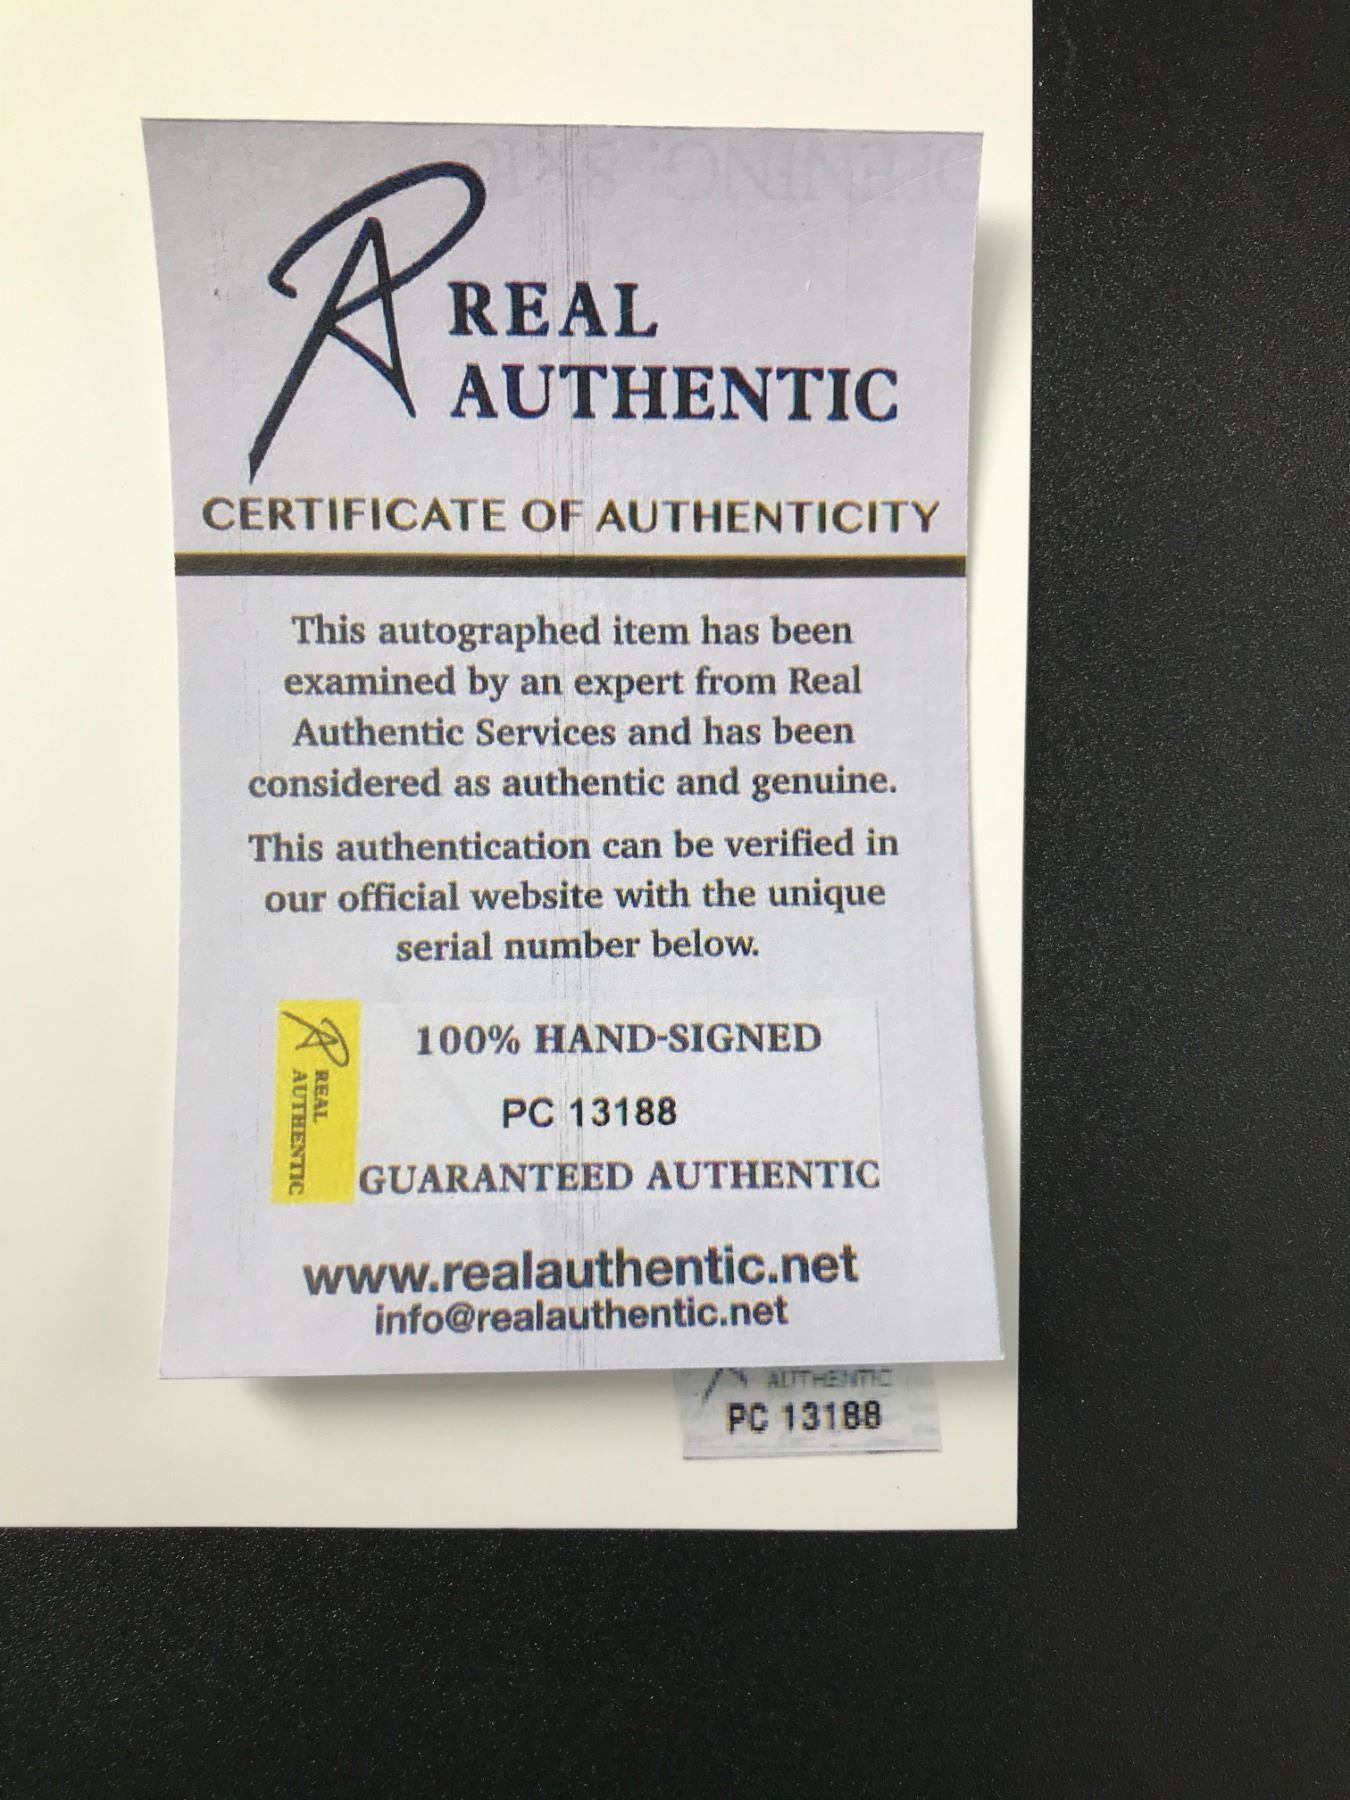 REAL
AUTHENTIC
CERTIFICATE OF AUTHENTICITY
This autographed item has been
examined by an expert from Real
Authentic Services and has been
considered as authentic and genuine.
This authentication can be verified in
our official website with the unique
serial number below.
REAL
AUTHENTIC
100% HAND-SIGNED
PC 13188
GUARANTEED AUTHENTIC
www.realauthentic.net
info@realauthentic.net
AUTHENTIC
PC 13188